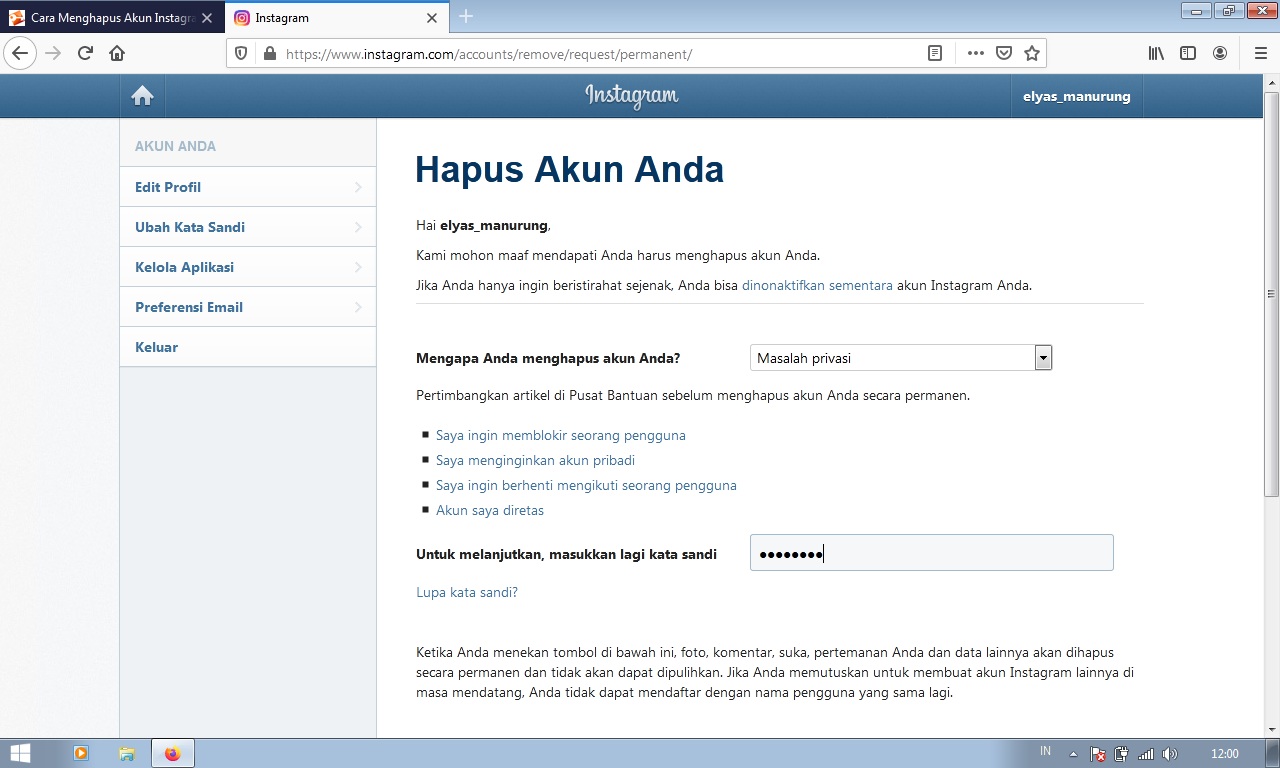 Cara Menghapus Akun Instagra
Instagram
https://www.instagram.com/accounts/remove/request/permanent/
Instagram
elyas_manurung
AKUN ANDA
Edit Profil
Ubah Kata Sandi
Kelola Aplikasi
Preferensi Email
Keluar
Hapus Akun Anda
Hai elyas_manurung,
Kami mohon maaf mendapati Anda harus menghapus akun Anda.
Jika Anda hanya ingin beristirahat sejenak, Anda bisa dinonaktifkan sementara akun Instagram Anda.
Mengapa Anda menghapus akun Anda? Masalah privasi
Pertimbangkan artikel di Pusat Bantuan sebelum menghapus akun Anda secara permanen.
Saya ingin memblokir seorang pengguna
Saya menginginkan akun pribadi
Saya ingin berhenti mengikuti seorang pengguna
Akun saya diretas
Untuk melanjutkan, masukkan lagi kata sandi ••••••••
Lupa kata sandi?
Ketika Anda menekan tombol di bawah ini, foto, komentar, suka, pertemanan Anda dan data lainnya akan dihapus
secara permanen dan tidak akan dapat dipulihkan. Jika Anda memutuskan untuk membuat akun Instagram lainnya di
masa mendatang, Anda tidak dapat mendaftar dengan nama pengguna yang sama lagi.
IN
12:00